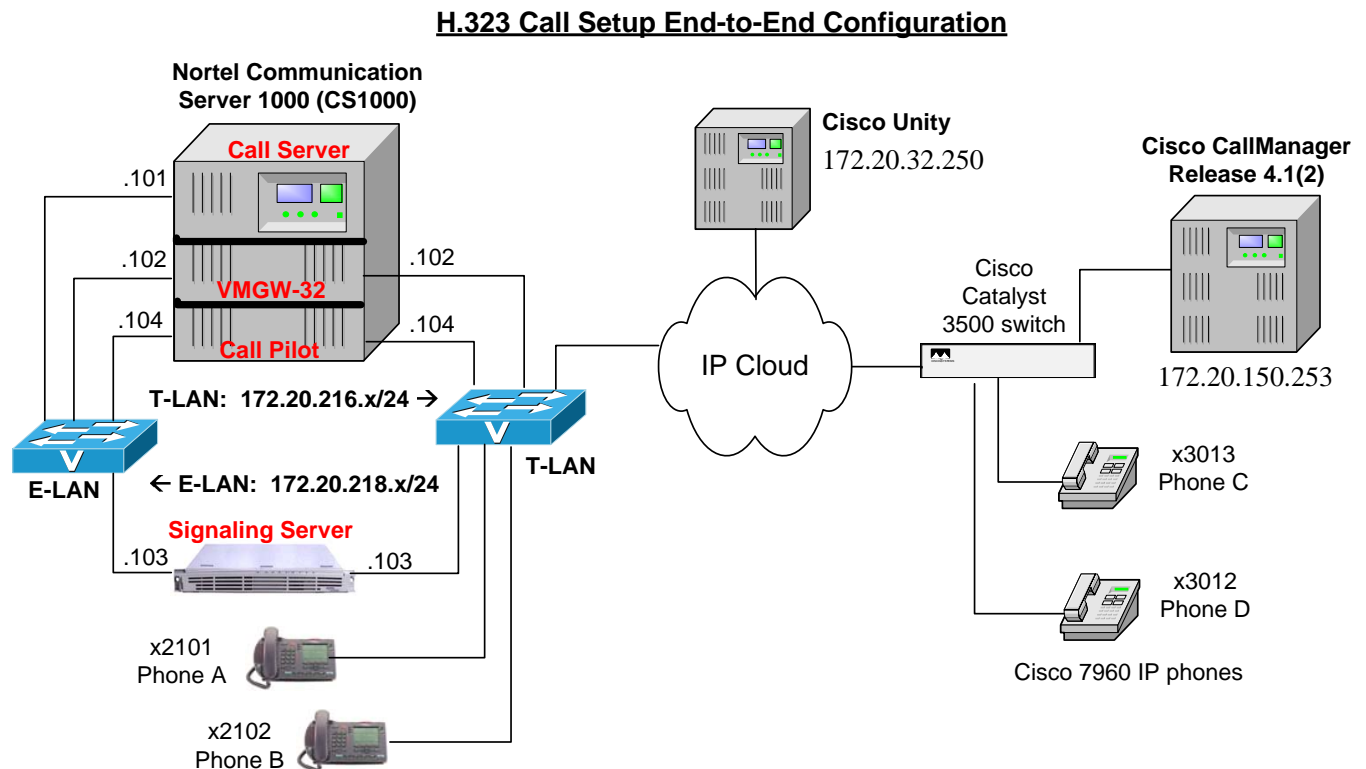 H.323 Call Setup End-to-End Configuration
Nortel Communication
Server 1000 (CS1000)
Call Server
.101
.102
VMGW-32
.102
.104
Call Pilot
.104
T-LAN: 172.20.216.x/24 →
T-LAN
E-LAN
← E-LAN: 172.20.218.x/24
Signaling Server
.103
.103
x2101
Phone A
x2102
Phone B
Cisco Unity
172.20.32.250
IP Cloud
Cisco
Catalyst
3500 switch
Cisco CallManager
Release 4.1(2)
172.20.150.253
x3013
Phone C
x3012
Phone D
Cisco 7960 IP phones